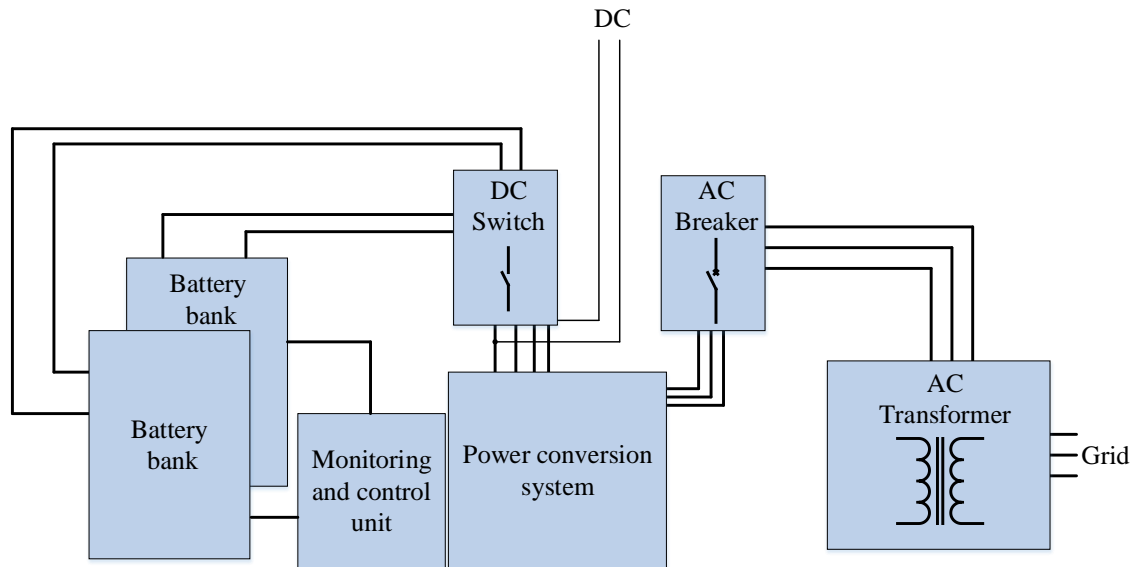 DC
DC
Switch
AC
Breaker
Battery
bank
Battery
bank
Monitoring
and control
unit
Power conversion
system
AC
Transformer
Grid